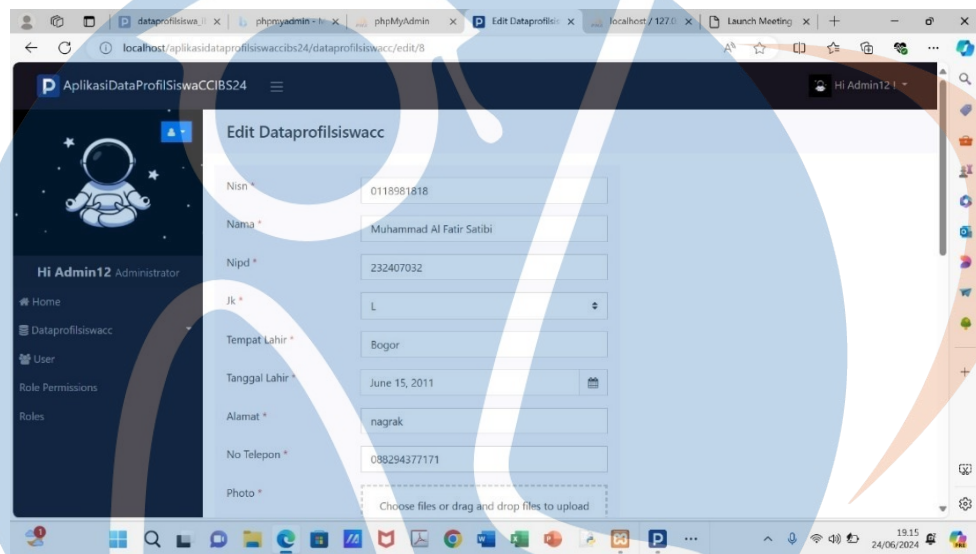 dataprofilsiswa_
phpmyadmin -
phpMyAdmin
Edit Dataprofilsis
localhost / 127.0
Launch Meeting
localhost/aplikasidataprofilsiswaccibs24/dataprofilsiswacc/edit/8
AplikasiDataProfilSiswaCCIBS24
Hi Admin12 !
Edit Dataprofilsiswacc
Nisn * 0118981818
Nama * Muhammad Al Fatir Satibi
Nipd * 232407032
Hi Admin12 Administrator
Home
Dataprofilsiswacc
User
Role Permissions
Roles
Jk * L
Tempat Lahir * Bogor
Tanggal Lahir * June 15, 2011
Alamat * nagrak
No Telepon * 088294377171
Photo * Choose files or drag and drop files to upload
19.15
24/06/2024